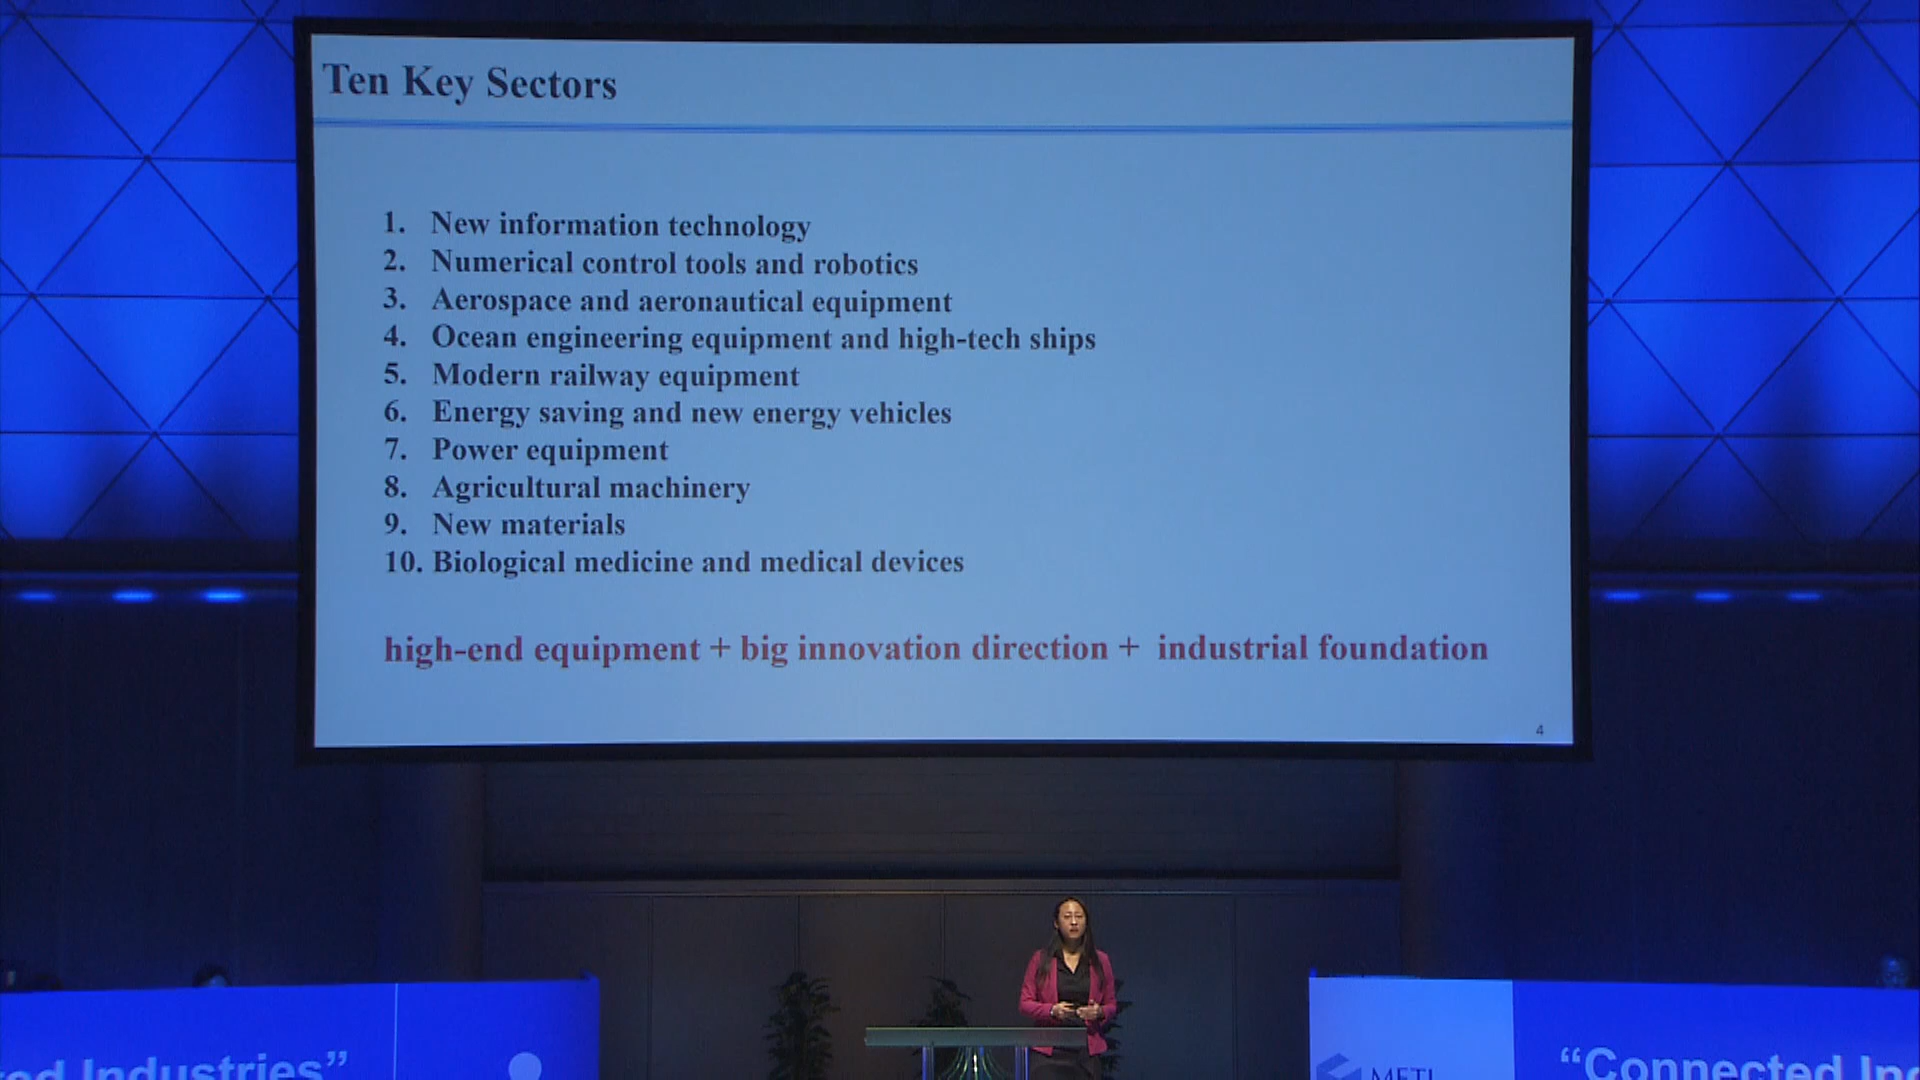 Ten Key Sectors
1. New information technology
2. Numerical control tools and robotics
3. Aerospace and aeronautical equipment
4. Ocean engineering equipment and high-tech ships
5. Modern railway equipment
6. Energy saving and new energy vehicles
7. Power equipment
8. Agricultural machinery
9. New materials
10. Biological medicine and medical devices
high-end equipment + big innovation direction + industrial foundation
4
Industries”
METI
“Connected